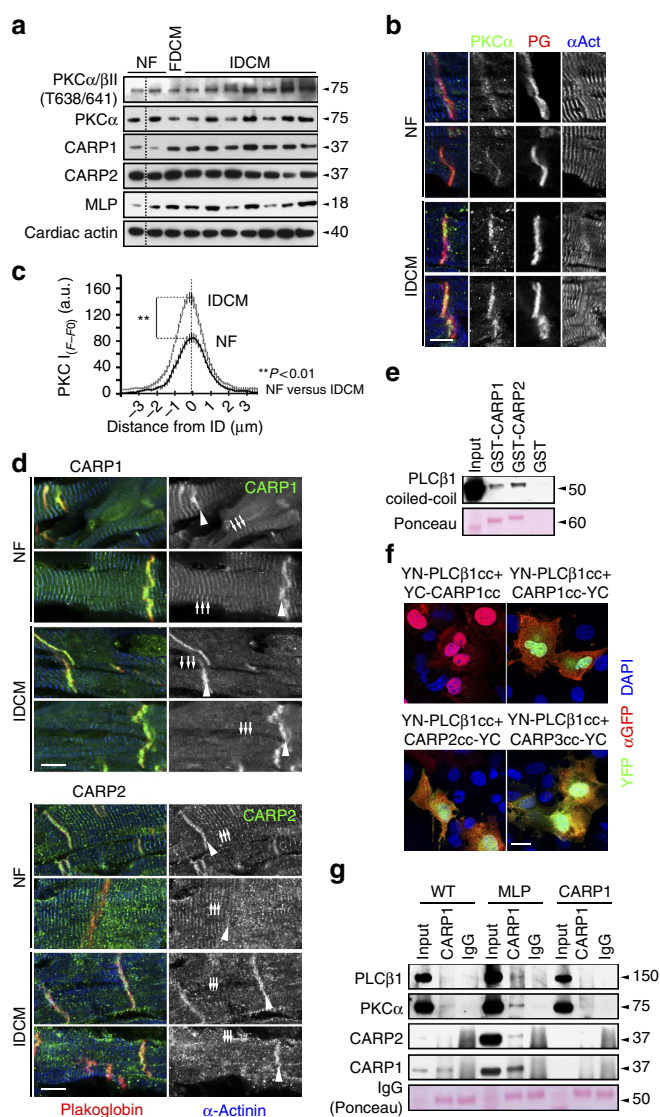 a
NF
FDCM
IDCM
PKCα/βII
(T638/641)
75
PKCα
75
CARP1
37
CARP2
37
MLP
18
Cardiac actin
40
b
PKCα PG αAct
NF
IDCM
c
PKC I(F–F0) (a.u.)
160
120
80
40
0
**
IDCM
NF
**P<0.01
NF versus IDCM
–3 –2 –1 0 1 2 3
Distance from ID (μm)
d
CARP1
CARP1
NF
IDCM
CARP2
CARP2
NF
IDCM
Plakoglobin
α-Actinin
e
Input
GST-CARP1
GST-CARP2
GST
PLCβ1
coiled-coil
50
Ponceau
60
f
YN-PLCβ1cc+
YC-CARP1cc
YN-PLCβ1cc+
CARP1cc-YC
YN-PLCβ1cc+
CARP2cc-YC
YN-PLCβ1cc+
CARP3cc-YC
YFP αGFP DAPI
g
WT MLP CARP1
Input CARP1 IgG Input CARP1 IgG Input CARP1 IgG
PLCβ1
150
PKCα
75
CARP2
37
CARP1
37
IgG
(Ponceau)
50